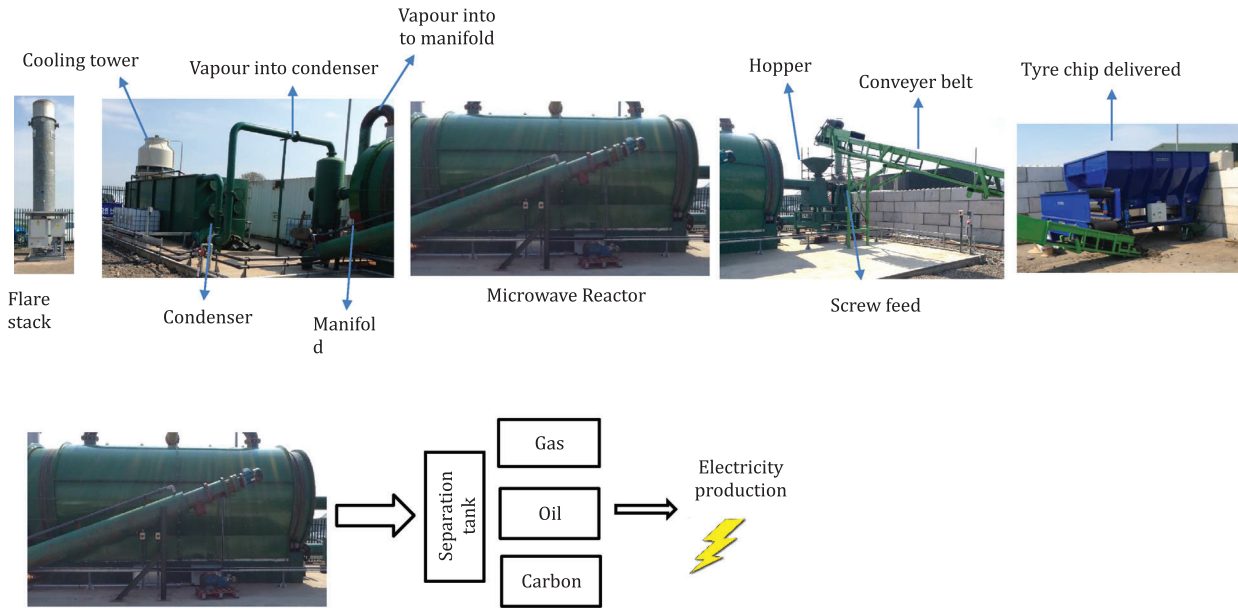 Vapour into
to manifold
Cooling tower
Vapour into condenser
Hopper
Conveyer belt
Tyre chip delivered
Flare
stack
Condenser
Manifol
d
Microwave Reactor
Screw feed
Separation
tank
Gas
Oil
Carbon
Electricity
production